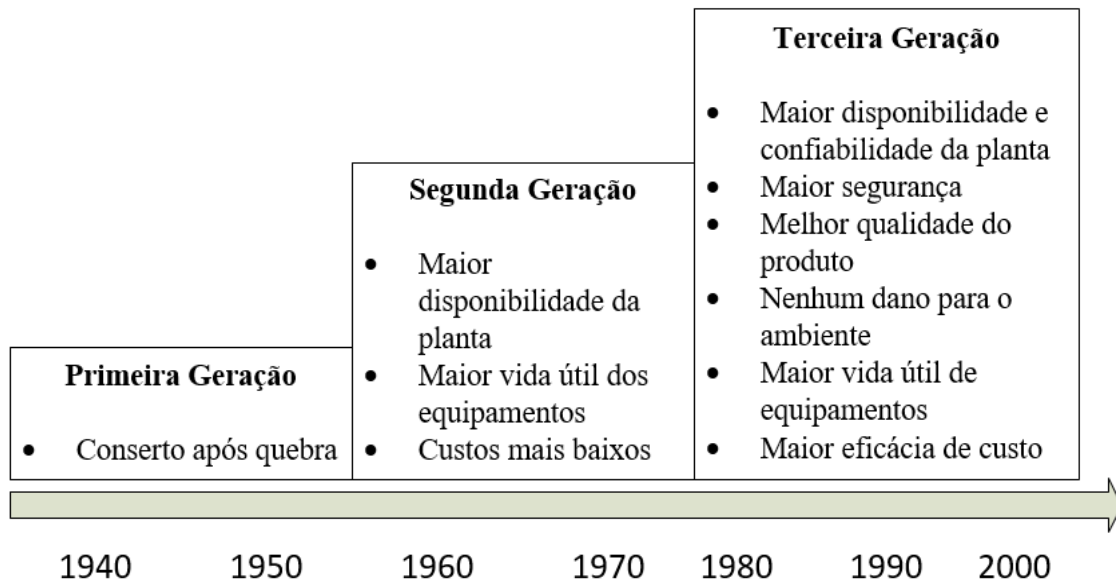 Primeira Geração
• Conserto após quebra
Segunda Geração
• Maior
disponibilidade da
planta
• Maior vida útil dos
equipamentos
• Custos mais baixos
Terceira Geração
• Maior disponibilidade e
confiabilidade da planta
• Maior segurança
• Melhor qualidade do
produto
• Nenhum dano para o
ambiente
• Maior vida útil de
equipamentos
• Maior eficácia de custo
1940 1950 1960 1970 1980 1990 2000